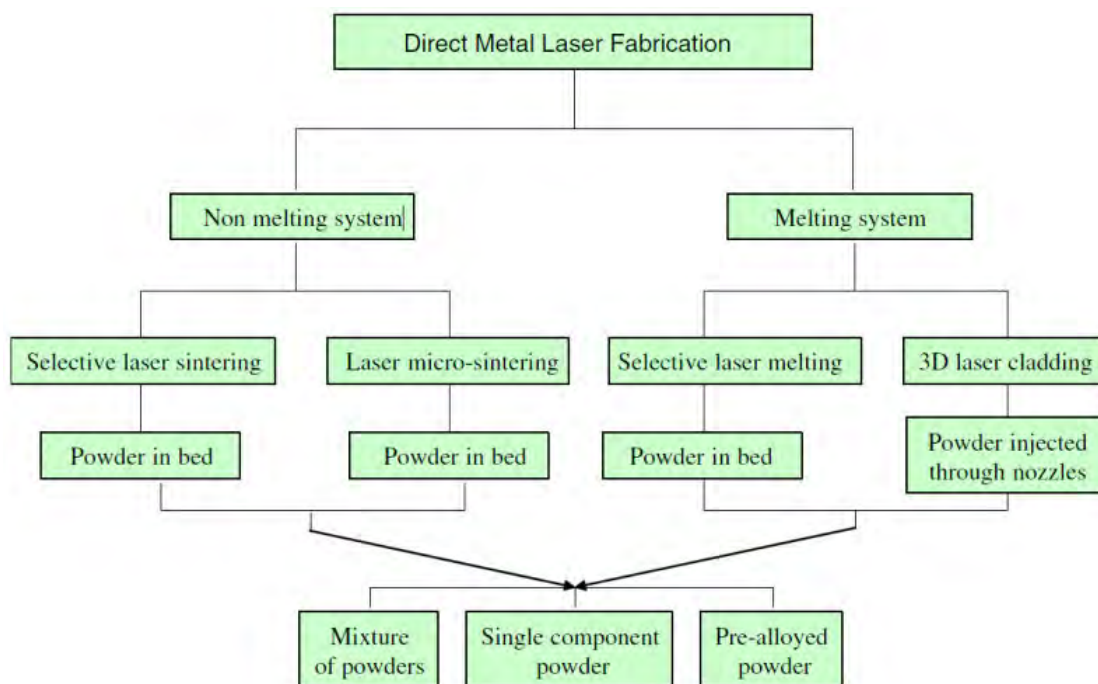 Direct Metal Laser Fabrication
Non melting system
Melting system
Selective laser sintering
Laser micro-sintering
Selective laser melting
3D laser cladding
Powder in bed
Powder in bed
Powder in bed
Powder injected
through nozzles
Mixture
of powders
Single component
powder
Pre-alloyed
powder